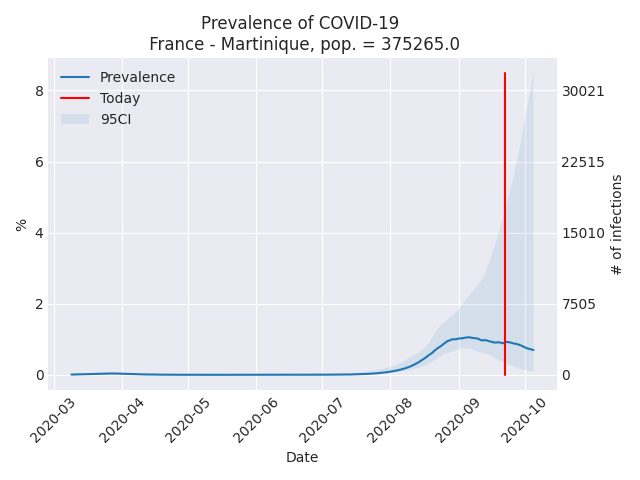 Prevalence of COVID-19
France - Martinique, pop. = 375265.0
Prevalence
Today
95CI
8
6
4
2
0
%
30021
22515
15010
7505
0
# of infections
2020-03
2020-04
2020-05
2020-06
2020-07
2020-08
2020-09
2020-10
Date